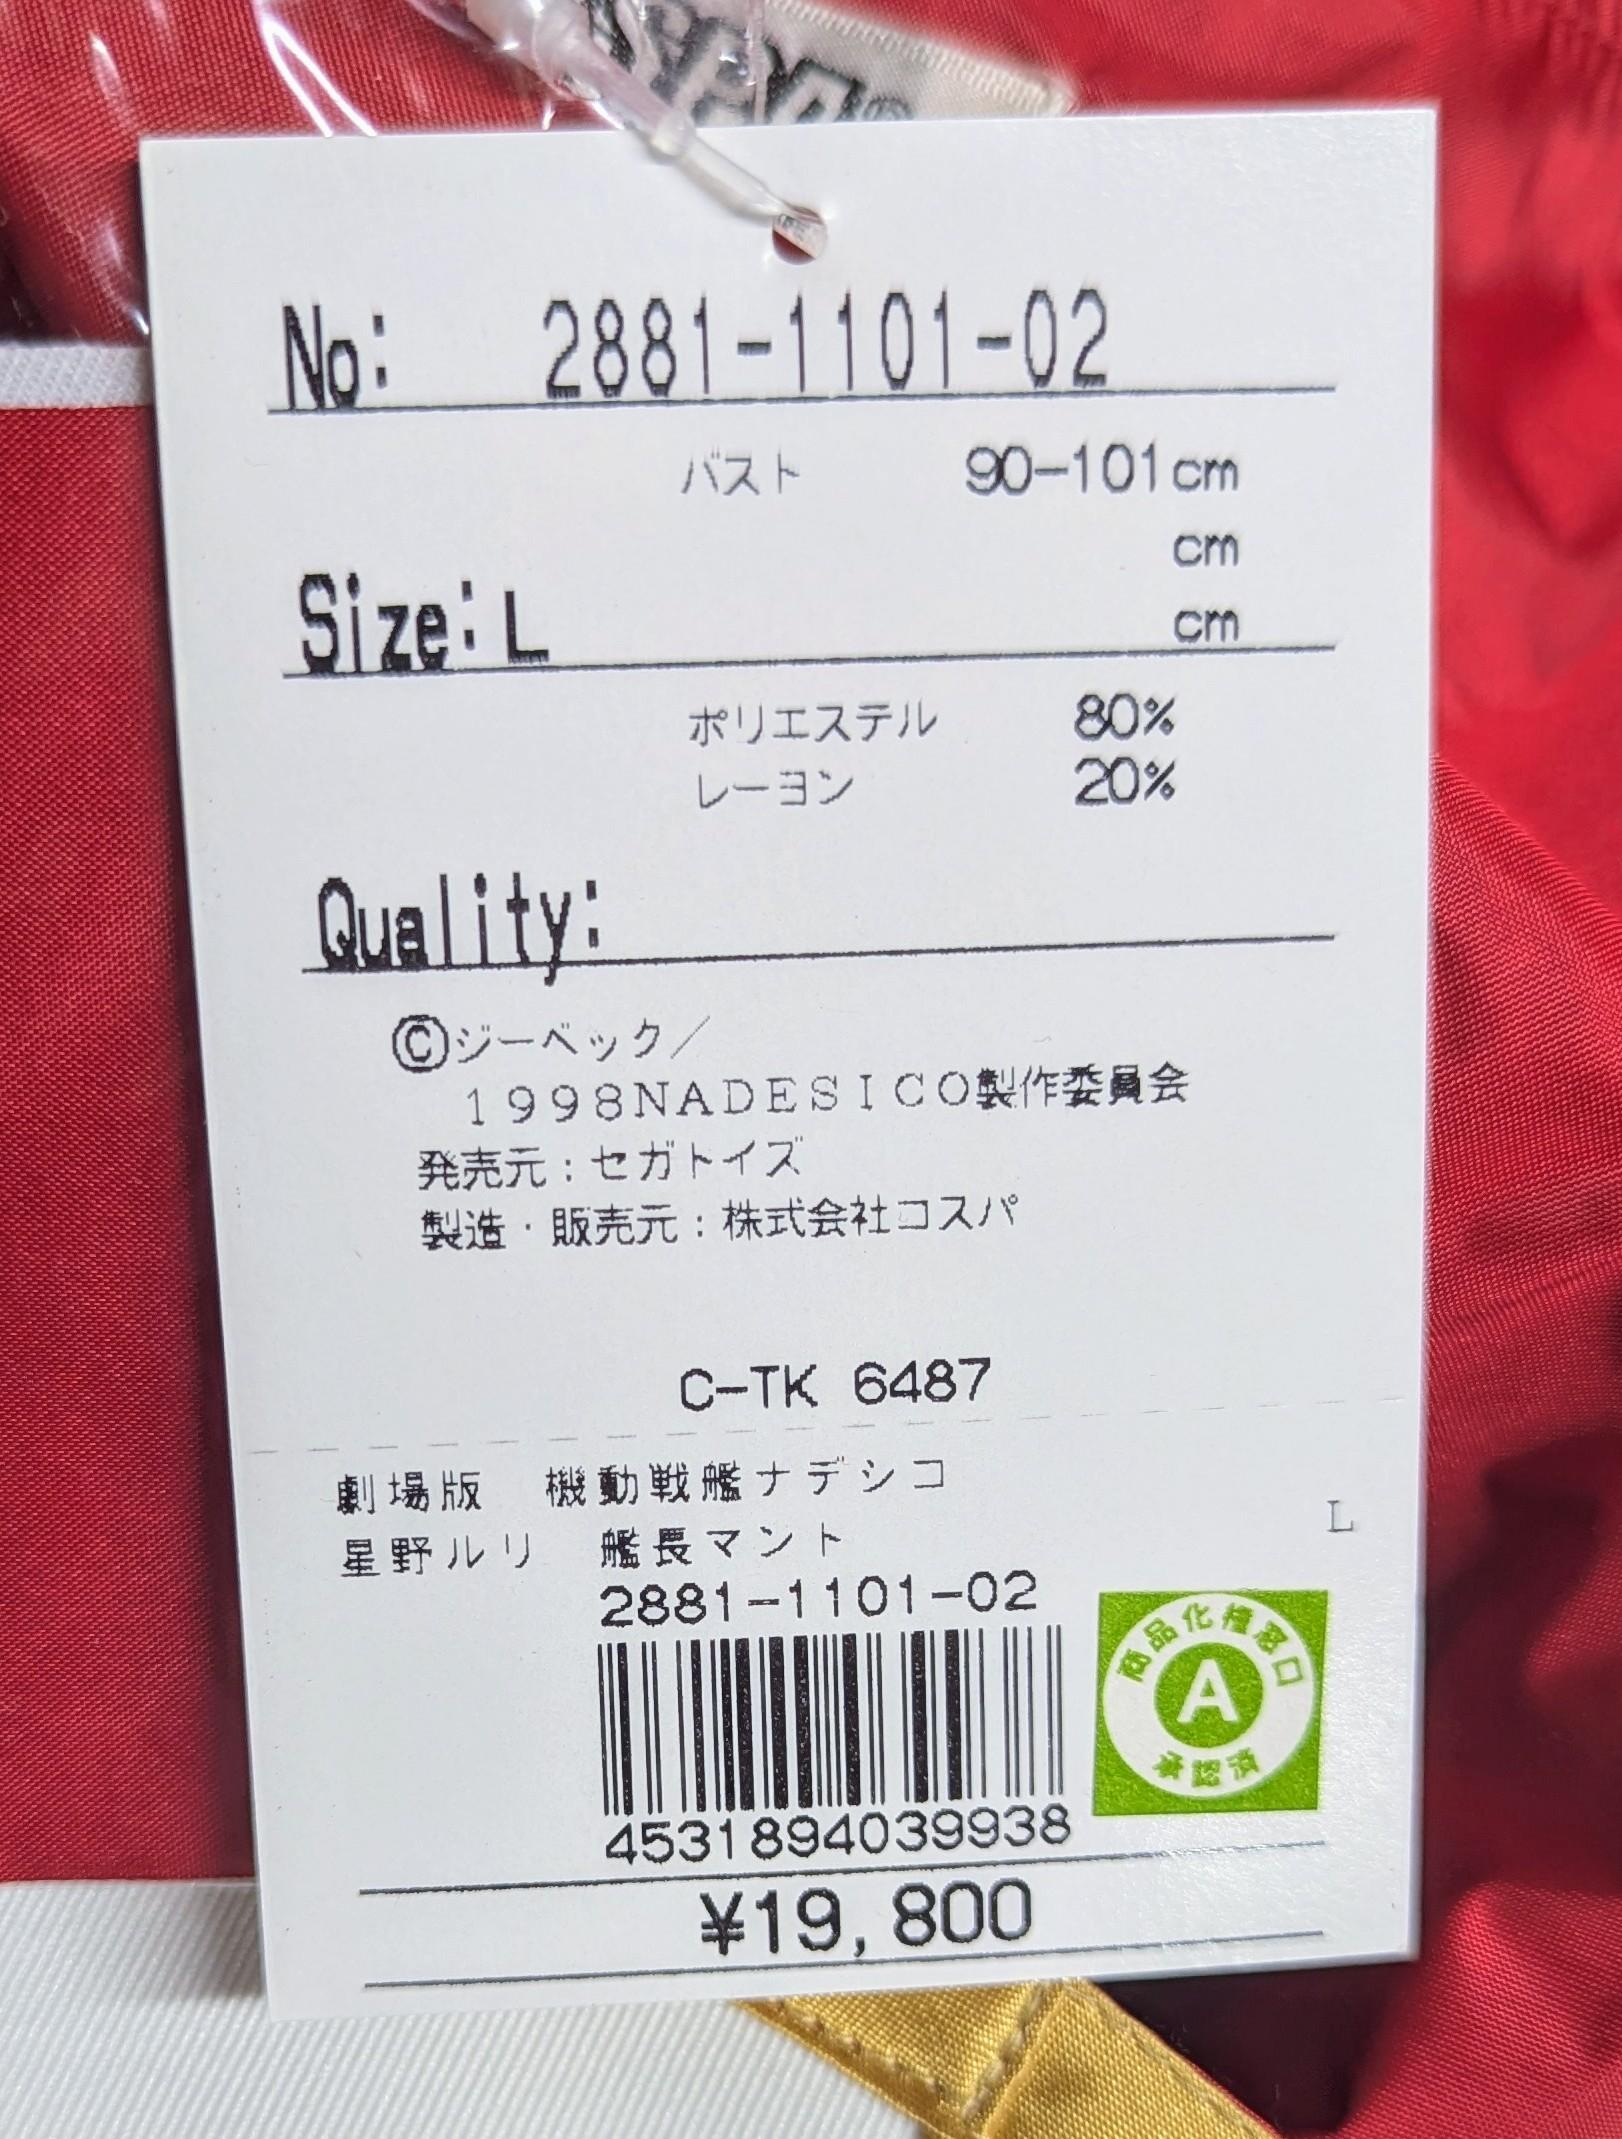 No: 2881-1101-02
バスト 90-101cm
cm
Size: L cm
ポリエステル 80%
レーヨン 20%
Quality:
©ジーベック／
1998NADESICO製作委員会
発売元：セガトイズ
製造・販売元：株式会社コスパ
C-TK 6487
劇場版 機動戦艦ナデシコ
L
星野ルリ 艦長マント
2881-1101-02
商品化権窓口
A
承認済
4531894039938
¥19,800